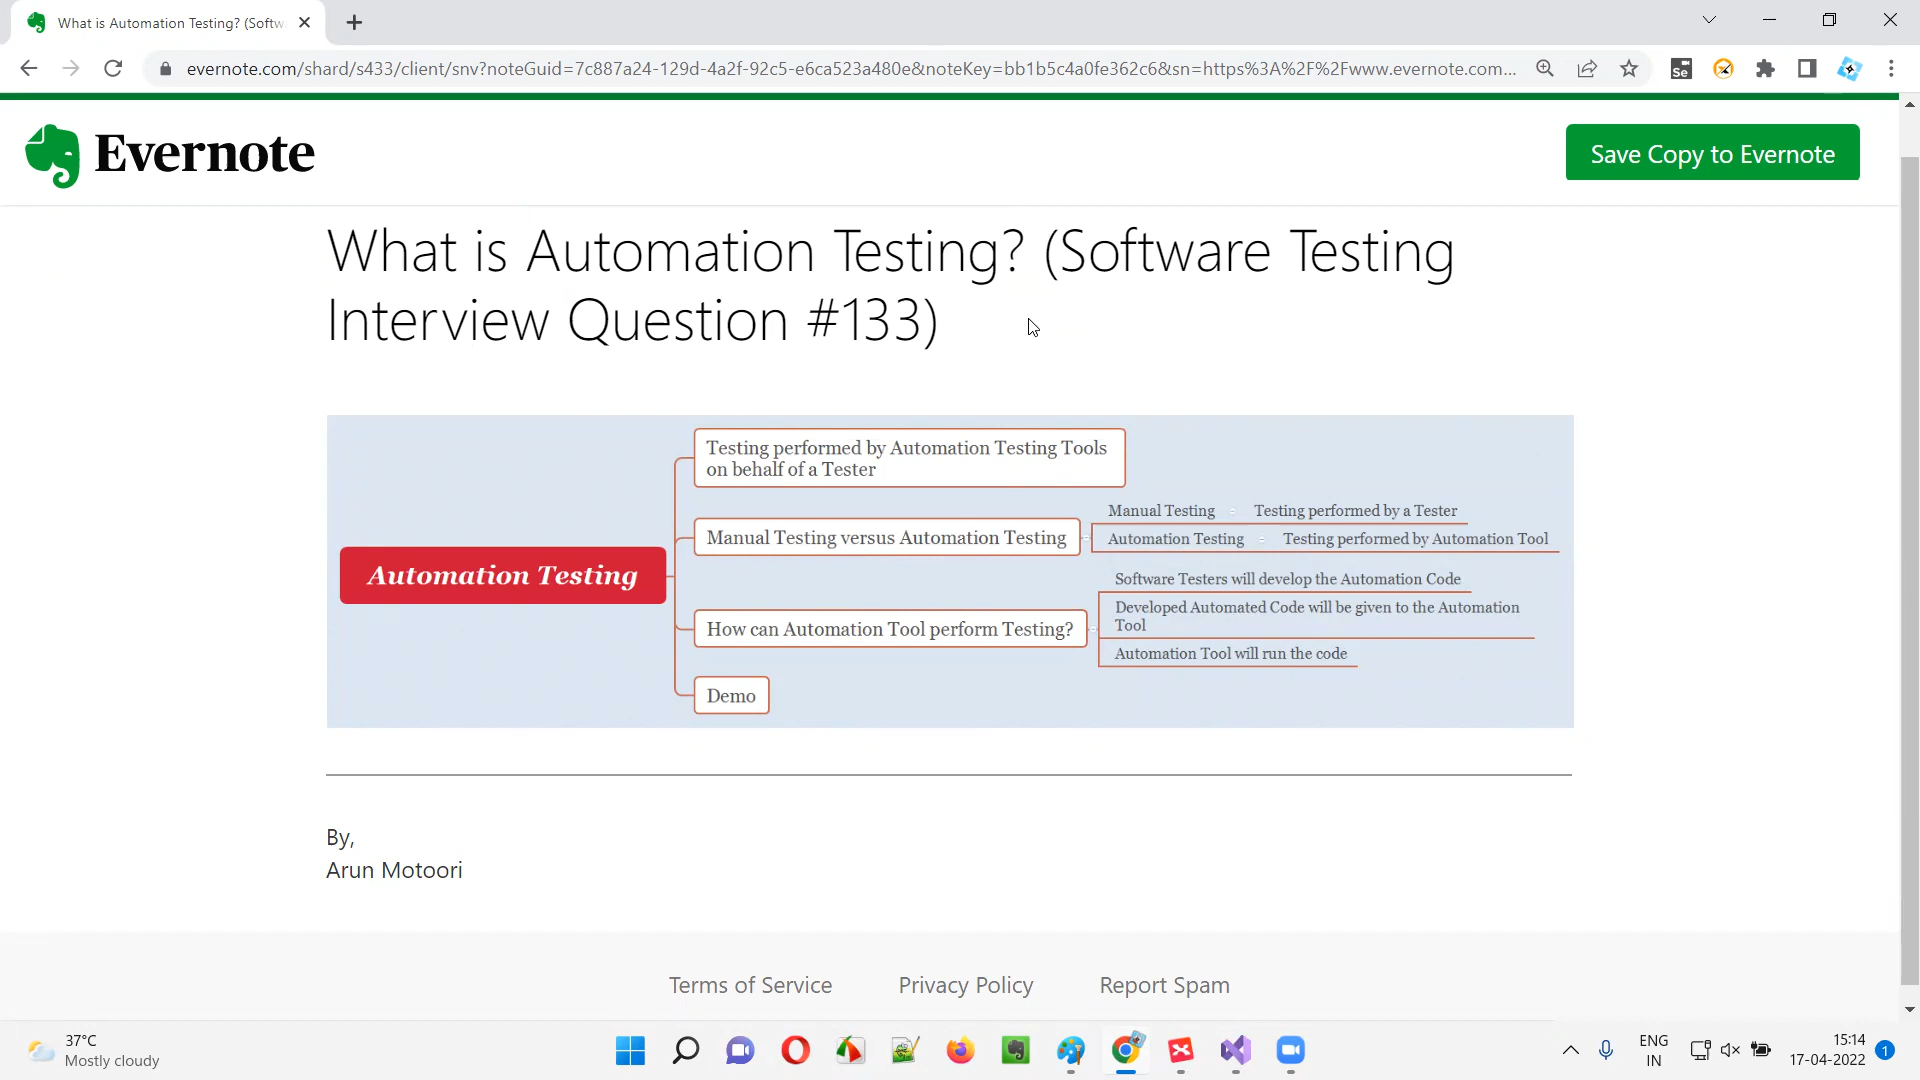 What is Automation Testing? (Softw
evernote.com/shard/s433/client/snv?noteGuid=7c887a24-129d-4a2f-92c5-e6ca523a480e&noteKey=bb1b5c4a0fe362c6&sn=https%3A%2F%2Fwww.evernote.com...
Se
Evernote
Save Copy to Evernote
What is Automation Testing? (Software Testing
Interview Question #133)
Automation Testing
Testing performed by Automation Testing Tools
on behalf of a Tester
Manual Testing versus Automation Testing
Manual Testing Testing performed by a Tester
Automation Testing Testing performed by Automation Tool
How can Automation Tool perform Testing?
Software Testers will develop the Automation Code
Developed Automated Code will be given to the Automation
Tool
Automation Tool will run the code
Demo
By,
Arun Motoori
Terms of Service Privacy Policy Report Spam
37°C
Mostly cloudy
ENG
IN
15:14
17-04-2022
1